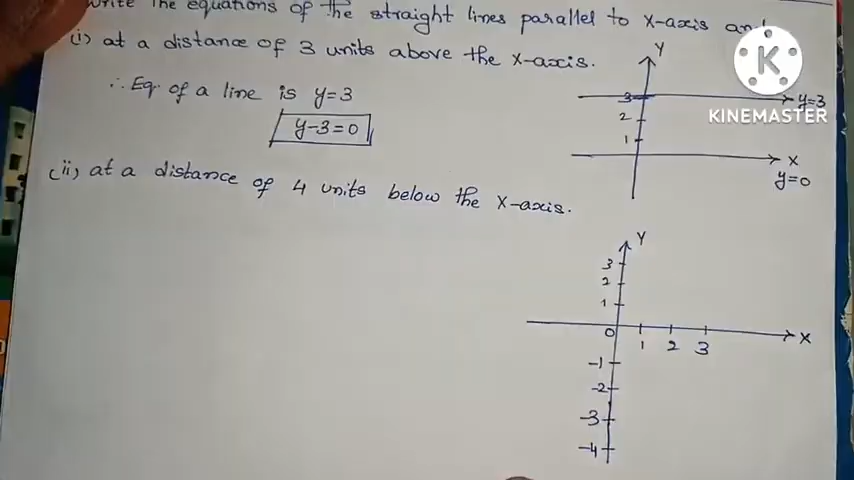 Write the equations of the straight lines parallel to X-axis and
(i) at a distance of 3 units above the X-axis.
∴ Eq. of a line is y=3
y-3=0
Y
3
2
1
y=3
X
y=0
K
KINEMASTER
(ii) at a distance of 4 units below the X-axis.
Y
3
2
1
0
1 2 3
X
-1
-2
-3
-4